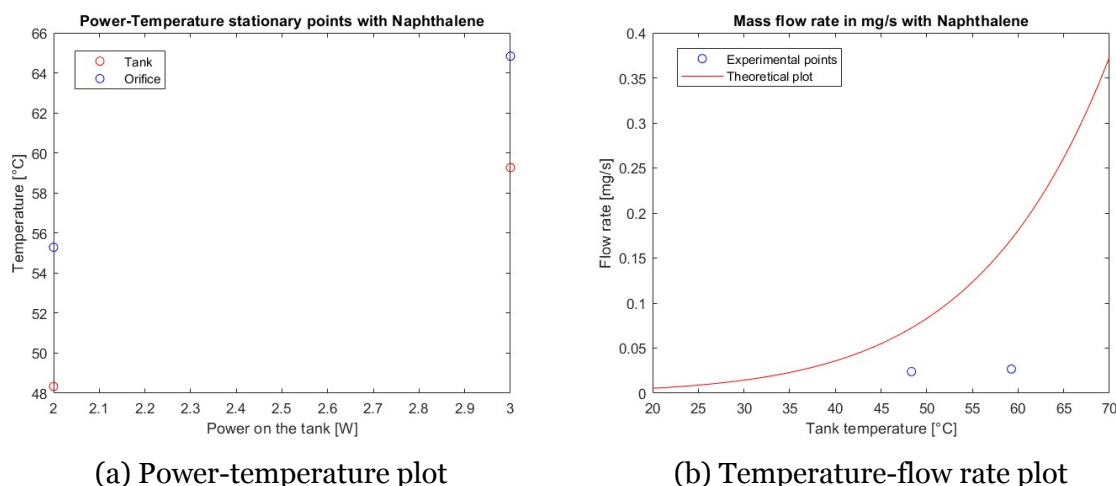 Power-Temperature stationary points with Naphthalene
66
64
62
60
58
56
54
52
50
48
Temperature [°C]
Tank
Orifice
2 2.1 2.2 2.3 2.4 2.5 2.6 2.7 2.8 2.9 3
Power on the tank [W]
(a) Power-temperature plot
Mass flow rate in mg/s with Naphthalene
0.4
0.35
0.3
0.25
0.2
0.15
0.1
0.05
0
Flow rate [mg/s]
Experimental points
Theoretical plot
20 25 30 35 40 45 50 55 60 65 70
Tank temperature [°C]
(b) Temperature-flow rate plot